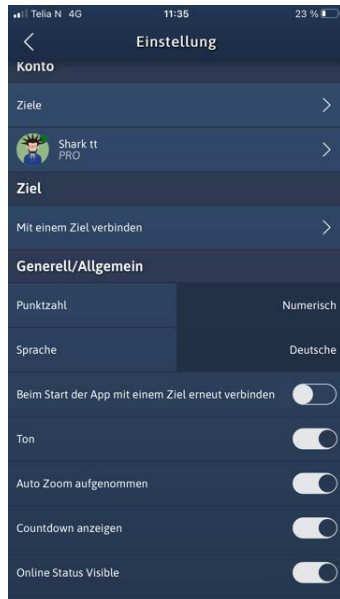 Telia N 4G 11:35 23 %
Einstellung
Konto
Ziele
Shark tt
PRO
Ziel
Mit einem Ziel verbinden
Generell/Allgemein
Punktzahl Numerisch
Sprache Deutsche
Beim Start der App mit einem Ziel erneut verbinden
Ton
Auto Zoom aufgenommen
Countdown anzeigen
Online Status Visible